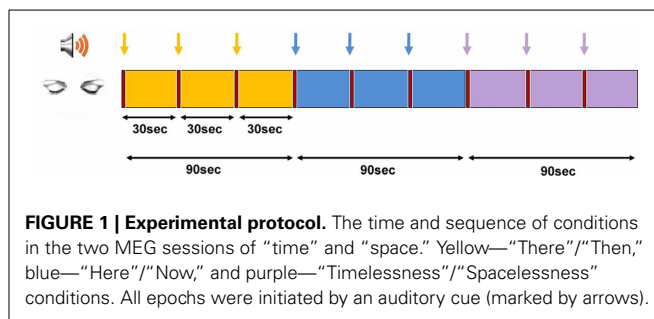 30sec 30sec 30sec
90sec 90sec 90sec
FIGURE 1 | Experimental protocol. The time and sequence of conditions
in the two MEG sessions of “time” and “space.” Yellow—“There”/“Then,”
blue—“Here”/“Now,” and purple—“Timelessness”/“Spacelessness”
conditions. All epochs were initiated by an auditory cue (marked by arrows).